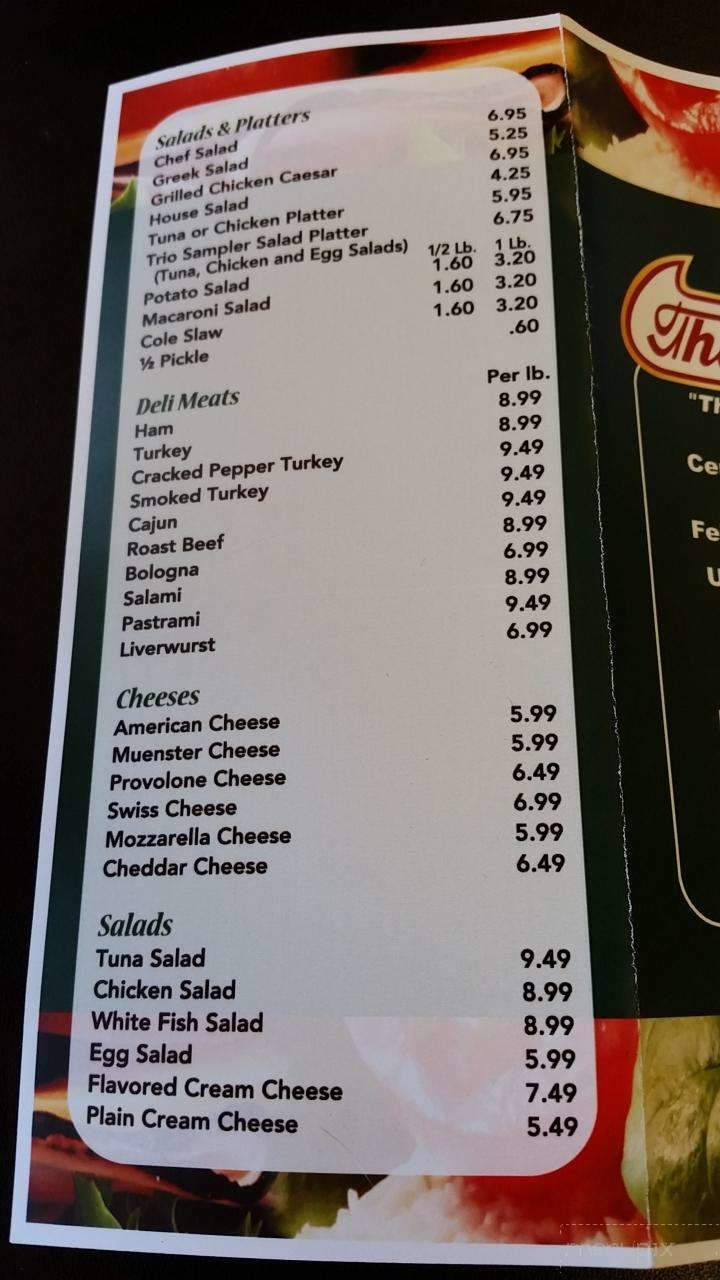 Salads & Platters
Chef Salad 6.95
Greek Salad 5.25
Grilled Chicken Caesar 6.95
House Salad 4.25
Tuna or Chicken Platter 5.95
Trio Sampler Salad Platter 6.75
(Tuna, Chicken and Egg Salads) 1/2 Lb. 1 Lb.
Potato Salad 1.60 3.20
Macaroni Salad 1.60 3.20
Cole Slaw 1.60 3.20
½ Pickle .60
Deli Meats Per lb.
Ham 8.99
Turkey 8.99
Cracked Pepper Turkey 9.49
Smoked Turkey 9.49
Cajun 9.49
Roast Beef 8.99
Bologna 6.99
Salami 8.99
Pastrami 9.49
Liverwurst 6.99
Cheeses
American Cheese 5.99
Muenster Cheese 5.99
Provolone Cheese 6.49
Swiss Cheese 6.99
Mozzarella Cheese 5.99
Cheddar Cheese 6.49
Salads
Tuna Salad 9.49
Chicken Salad 8.99
White Fish Salad 8.99
Egg Salad 5.99
Flavored Cream Cheese 7.49
Plain Cream Cheese 5.49
menupix